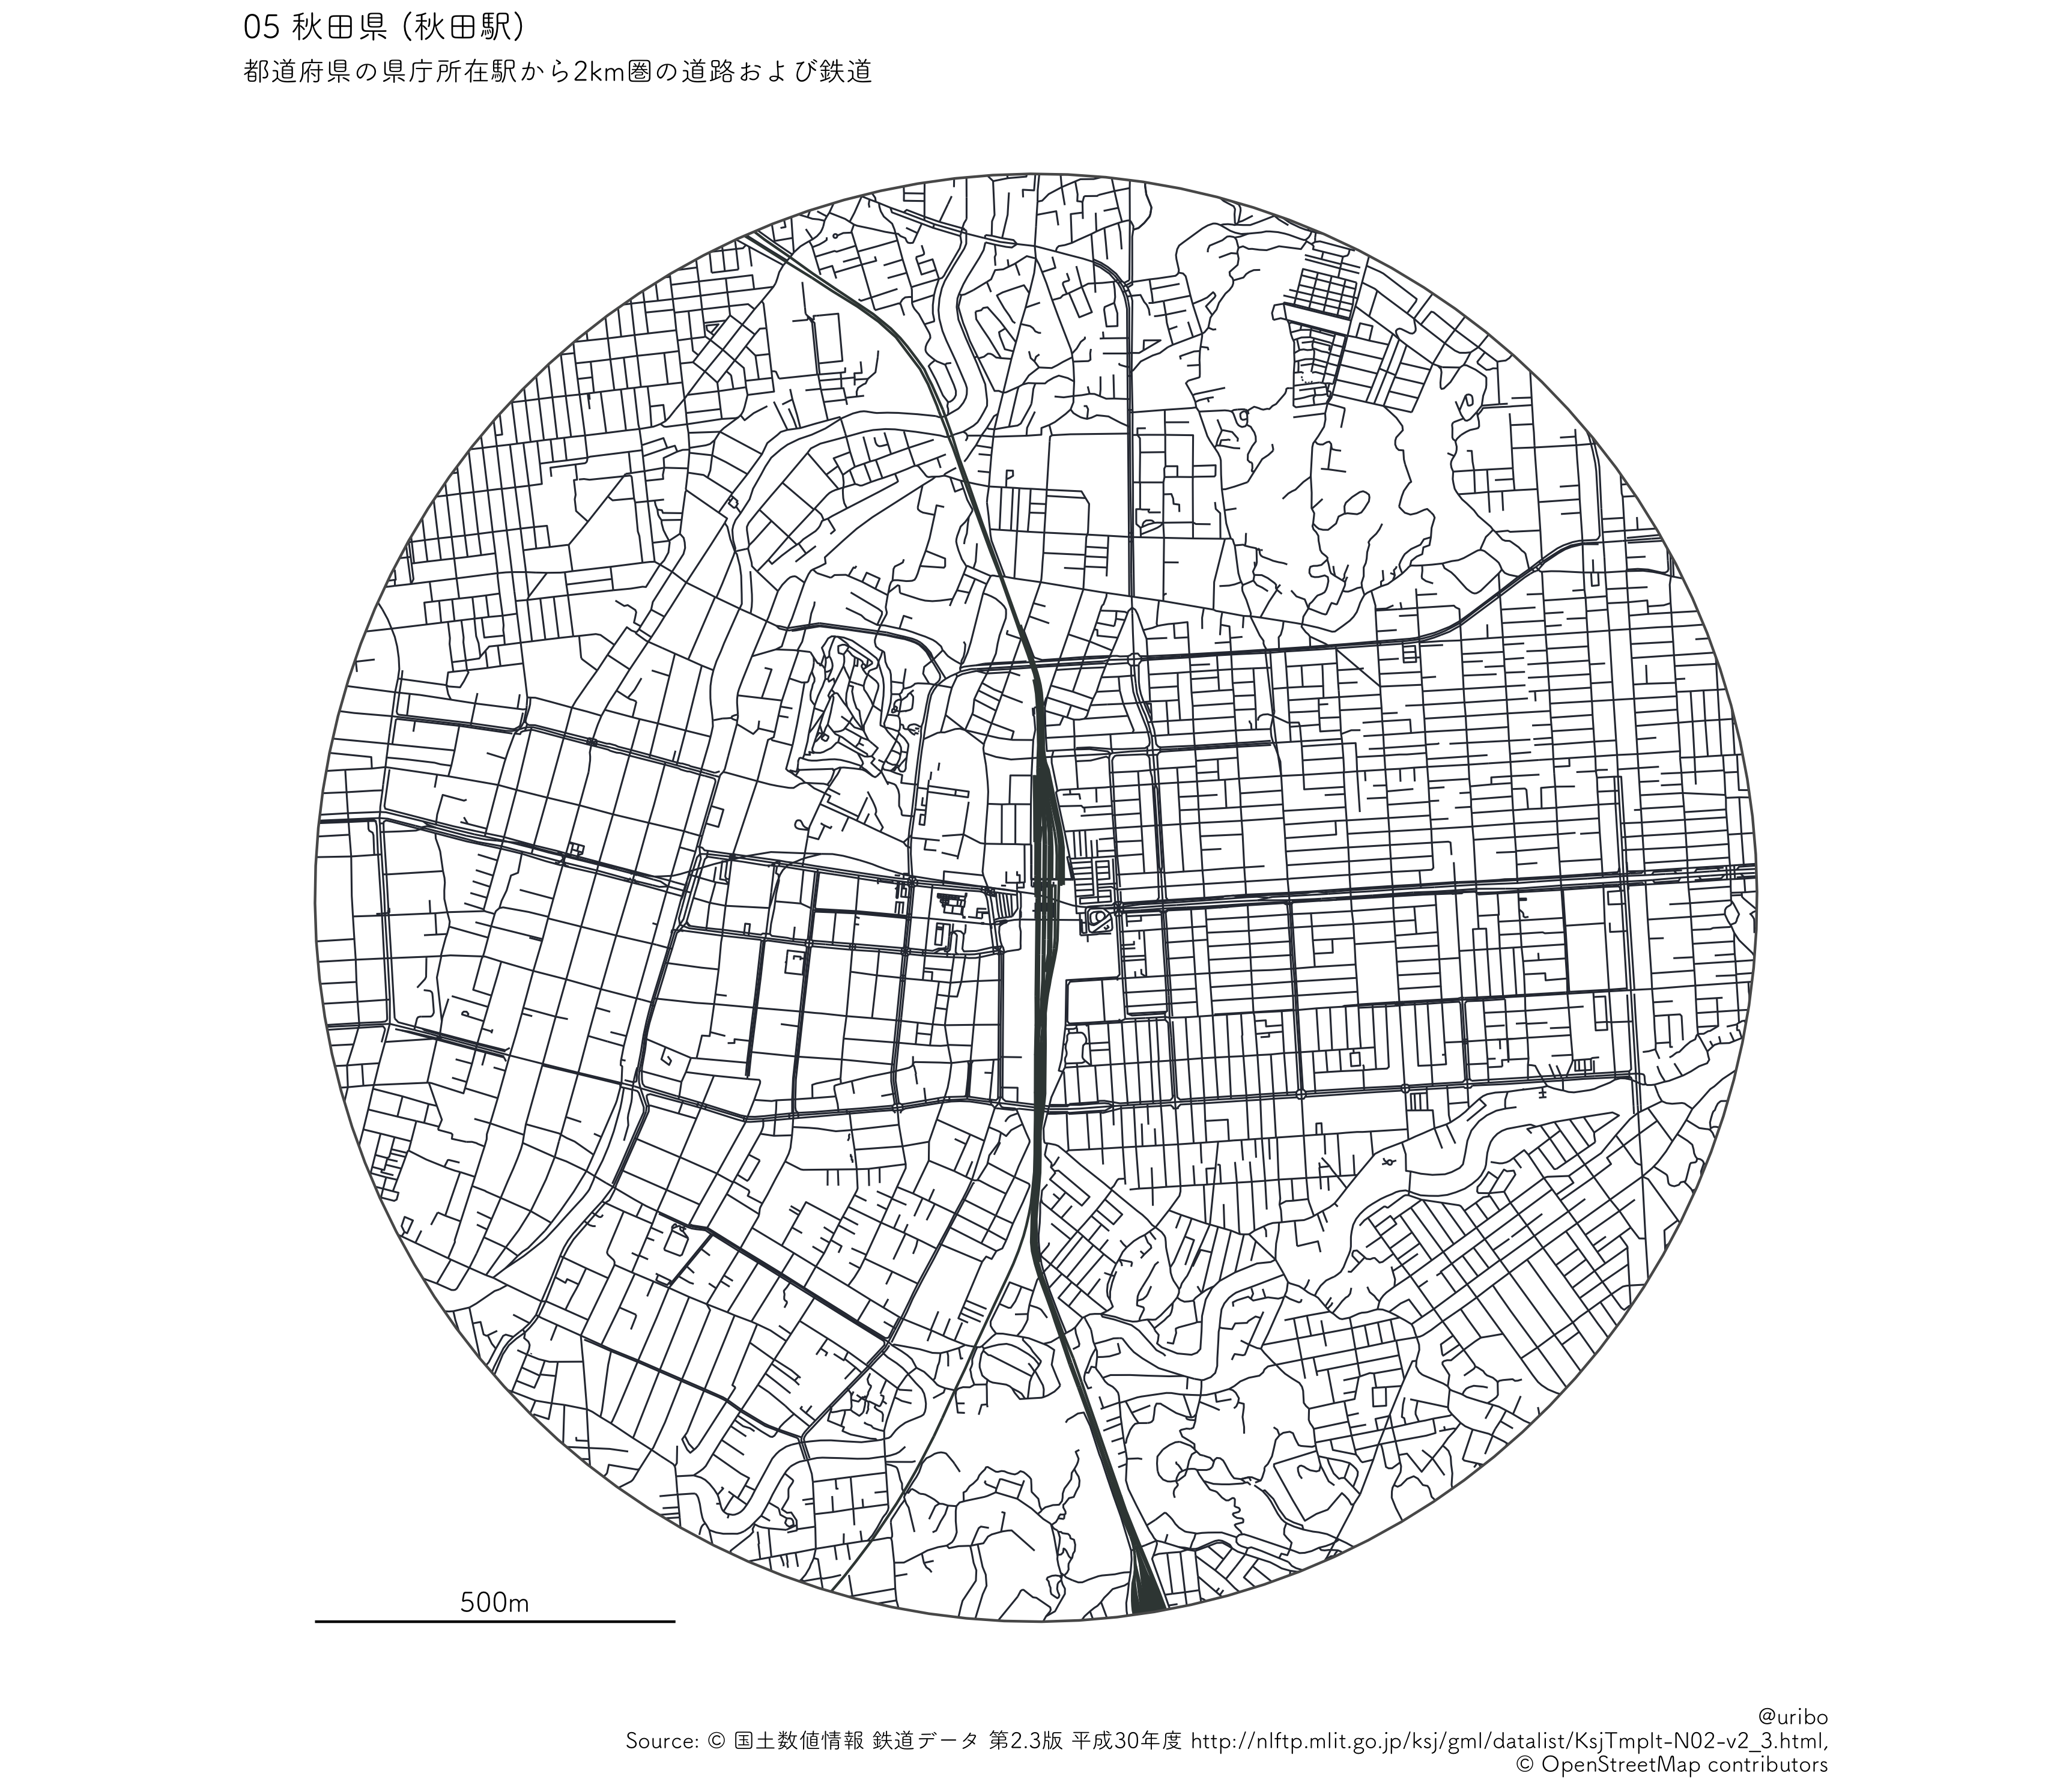 05 秋田県 (秋田駅)
都道府県の県庁所在駅から2km圏の道路および鉄道
500m
@uribo
Source: © 国土数値情報 鉄道データ 第2.3版 平成30年度 http://nlftp.mlit.go.jp/ksj/gml/datalist/KsjTmplt-N02-v2_3.html,
© OpenStreetMap contributors